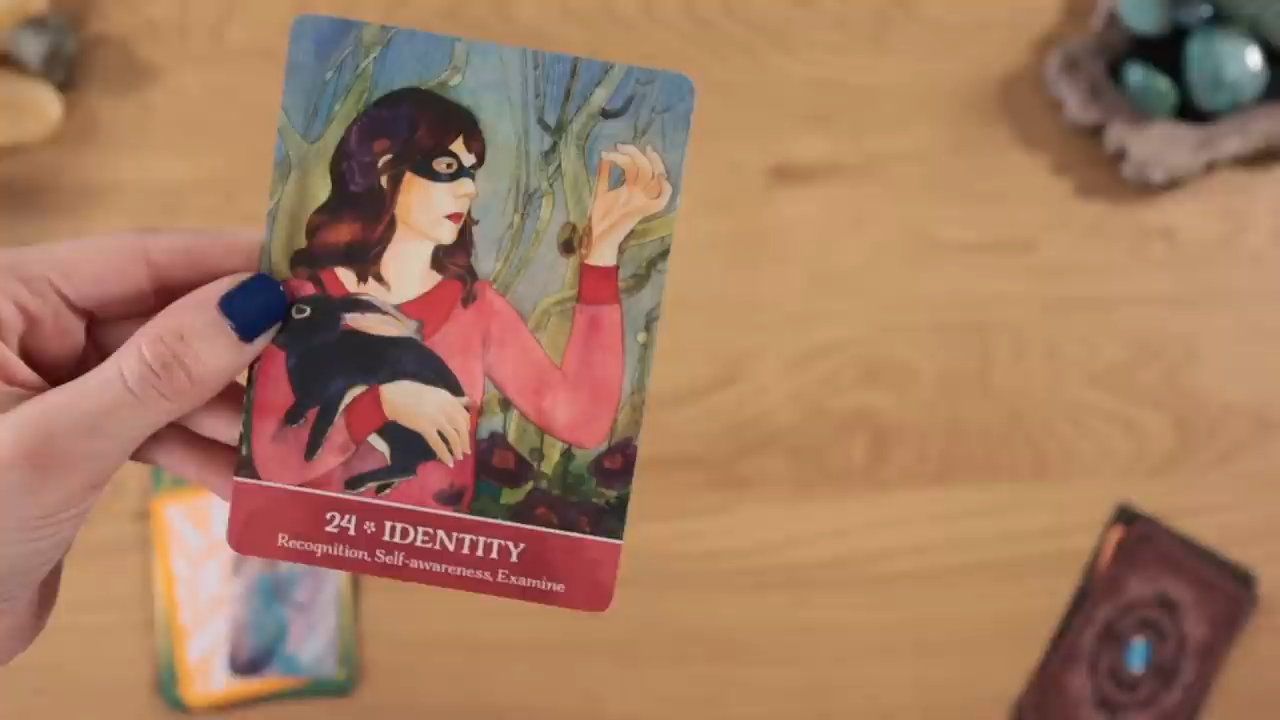 24 * IDENTITY
Recognition, Self-awareness, Examine